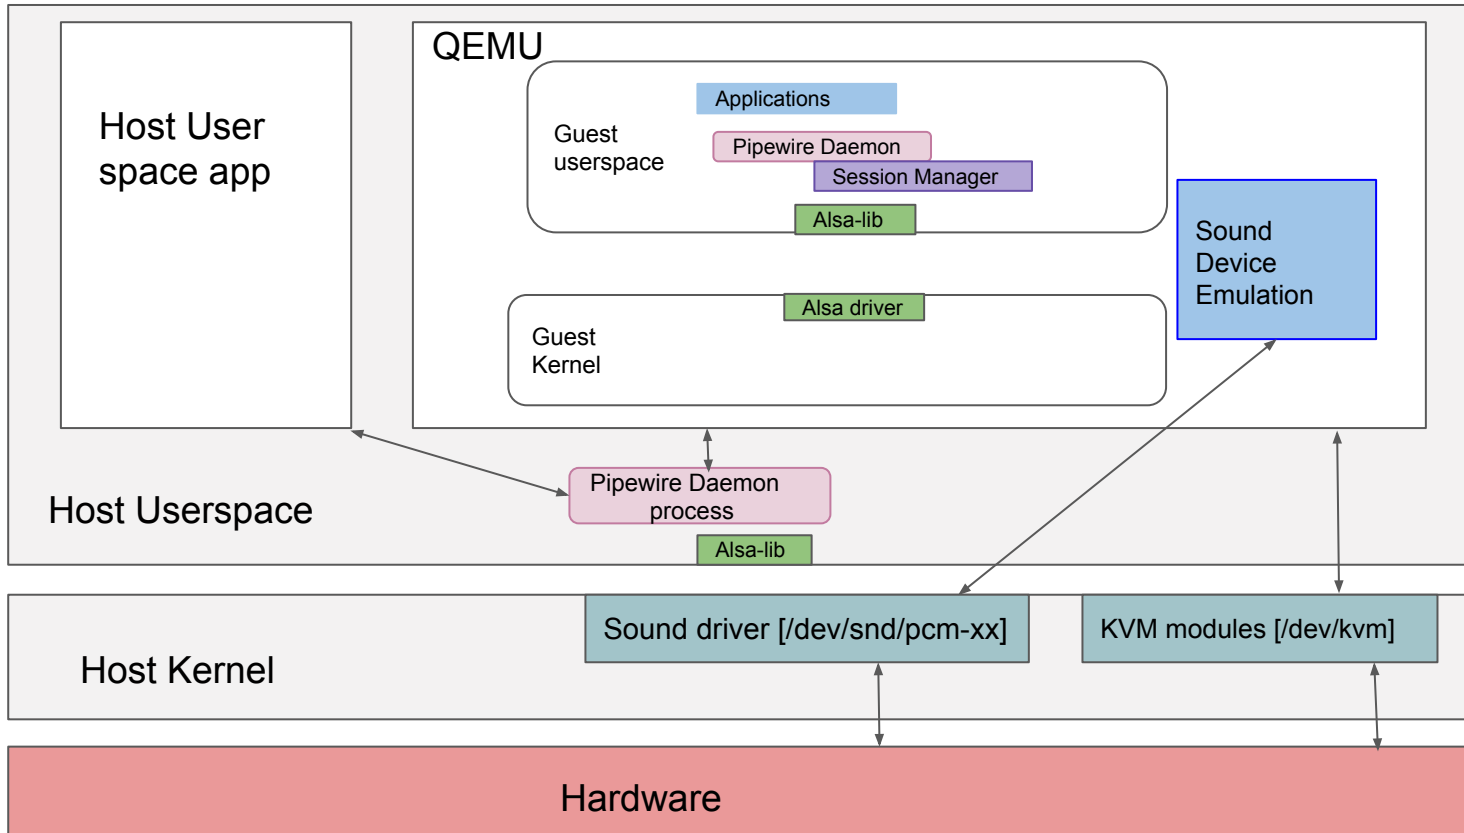 QEMU
Applications
Host User
space app
Guest
userspace
Pipewire Daemon
Session Manager
Alsa-lib
Sound
Device
Emulation
Alsa driver
Guest
Kernel
Pipewire Daemon
process
Host Userspace
Alsa-lib
Sound driver [/dev/snd/pcm-xx]
KVM modules [/dev/kvm]
Host Kernel
Hardware